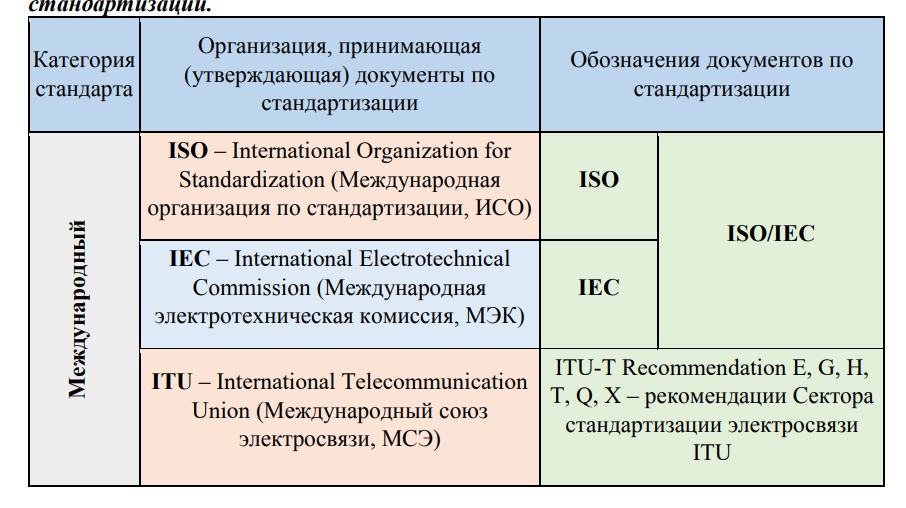 стандартизации.
Категория
стандарта
Организация, принимающая
(утверждающая) документы по
стандартизации
Обозначения документов по
стандартизации
Международный
ISO – International Organization for
Standardization (Международная
организация по стандартизации, ИСО)
ISO
ISO/IEC
IEC – International Electrotechnical
Commission (Международная
электротехническая комиссия, МЭК)
IEC
ITU – International Telecommunication
Union (Международный союз
электросвязи, МСЭ)
ITU-T Recommendation E, G, H,
T, Q, X – рекомендации Сектора
стандартизации электросвязи
ITU